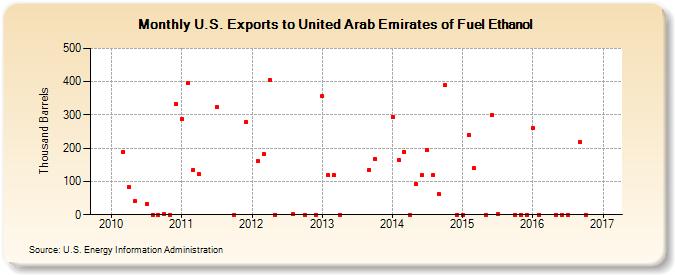 Monthly U.S. Exports to United Arab Emirates of Fuel Ethanol
Thousand Barrels
500
400
300
200
100
0
2010 2011 2012 2013 2014 2015 2016 2017
Source: U.S. Energy Information Administration